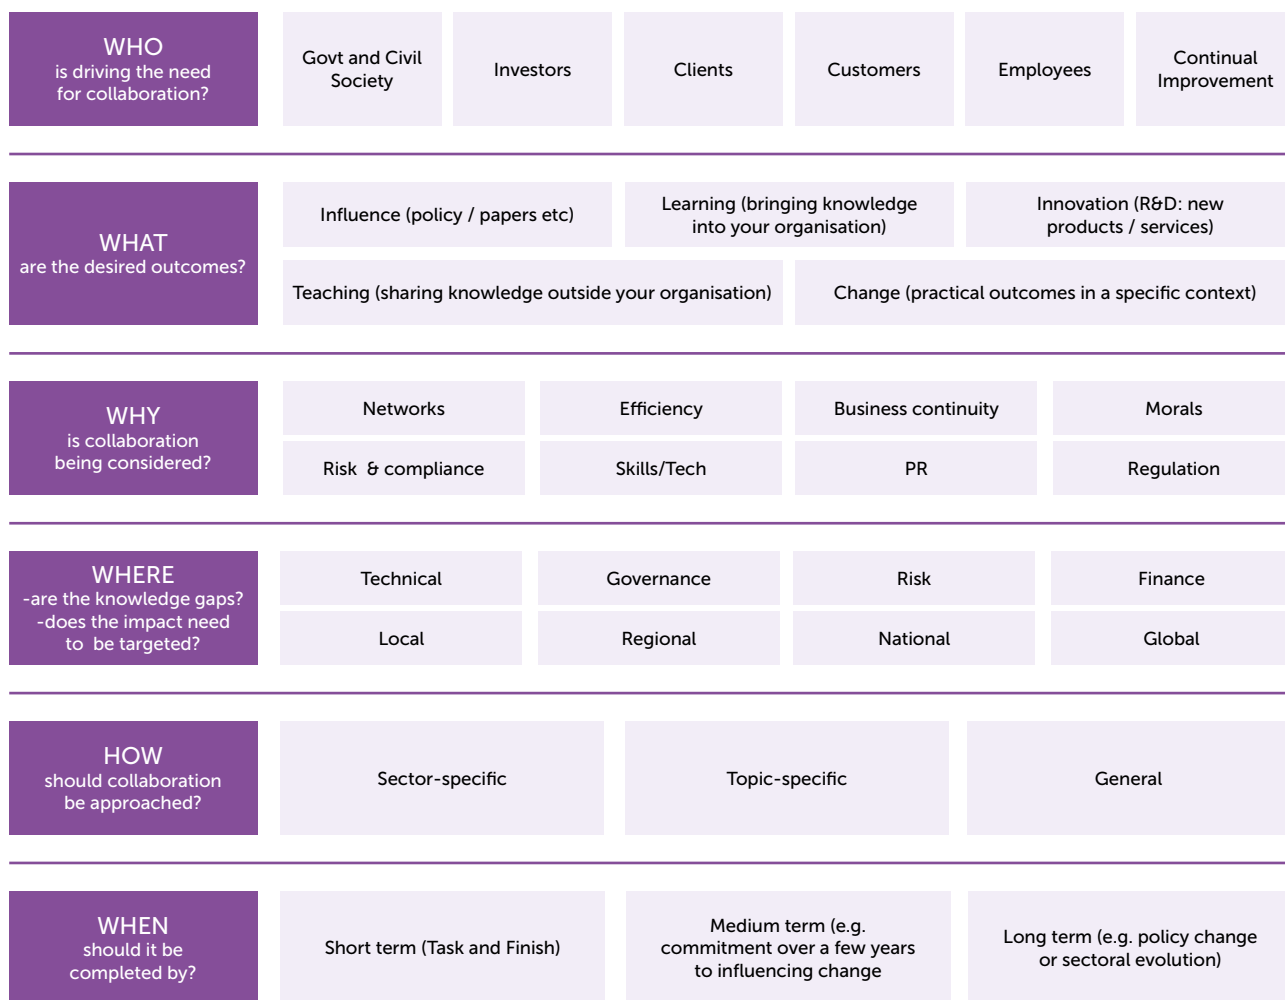 WHO
is driving the need
for collaboration?
Govt and Civil
Society
Investors
Clients
Customers
Employees
Continual
Improvement
WHAT
are the desired outcomes?
Influence (policy / papers etc)
Learning (bringing knowledge
into your organisation)
Innovation (R&D: new
products / services)
Teaching (sharing knowledge outside your organisation)
Change (practical outcomes in a specific context)
WHY
is collaboration
being considered?
Networks
Efficiency
Business continuity
Morals
Risk & compliance
Skills/Tech
PR
Regulation
WHERE
-are the knowledge gaps?
-does the impact need
to be targeted?
Technical
Governance
Risk
Finance
Local
Regional
National
Global
HOW
should collaboration
be approached?
Sector-specific
Topic-specific
General
WHEN
should it be
completed by?
Short term (Task and Finish)
Medium term (e.g.
commitment over a few years
to influencing change
Long term (e.g. policy change
or sectoral evolution)